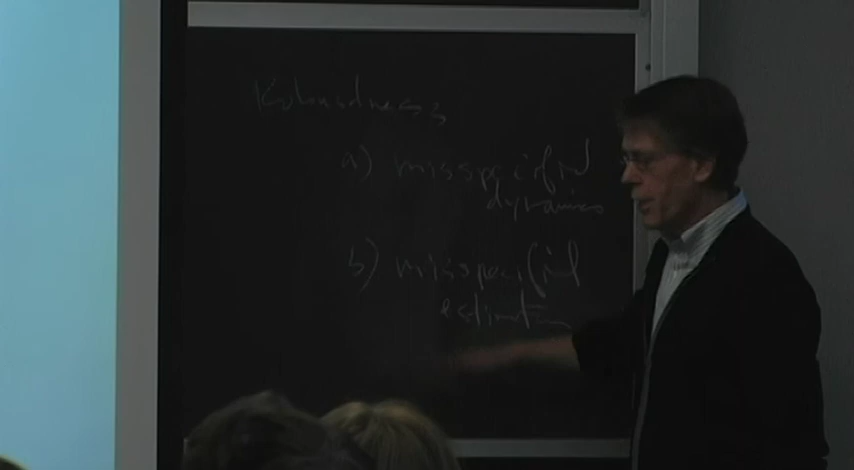 Robustness
a) misspecified
dynamics
b) misspecified
estimation